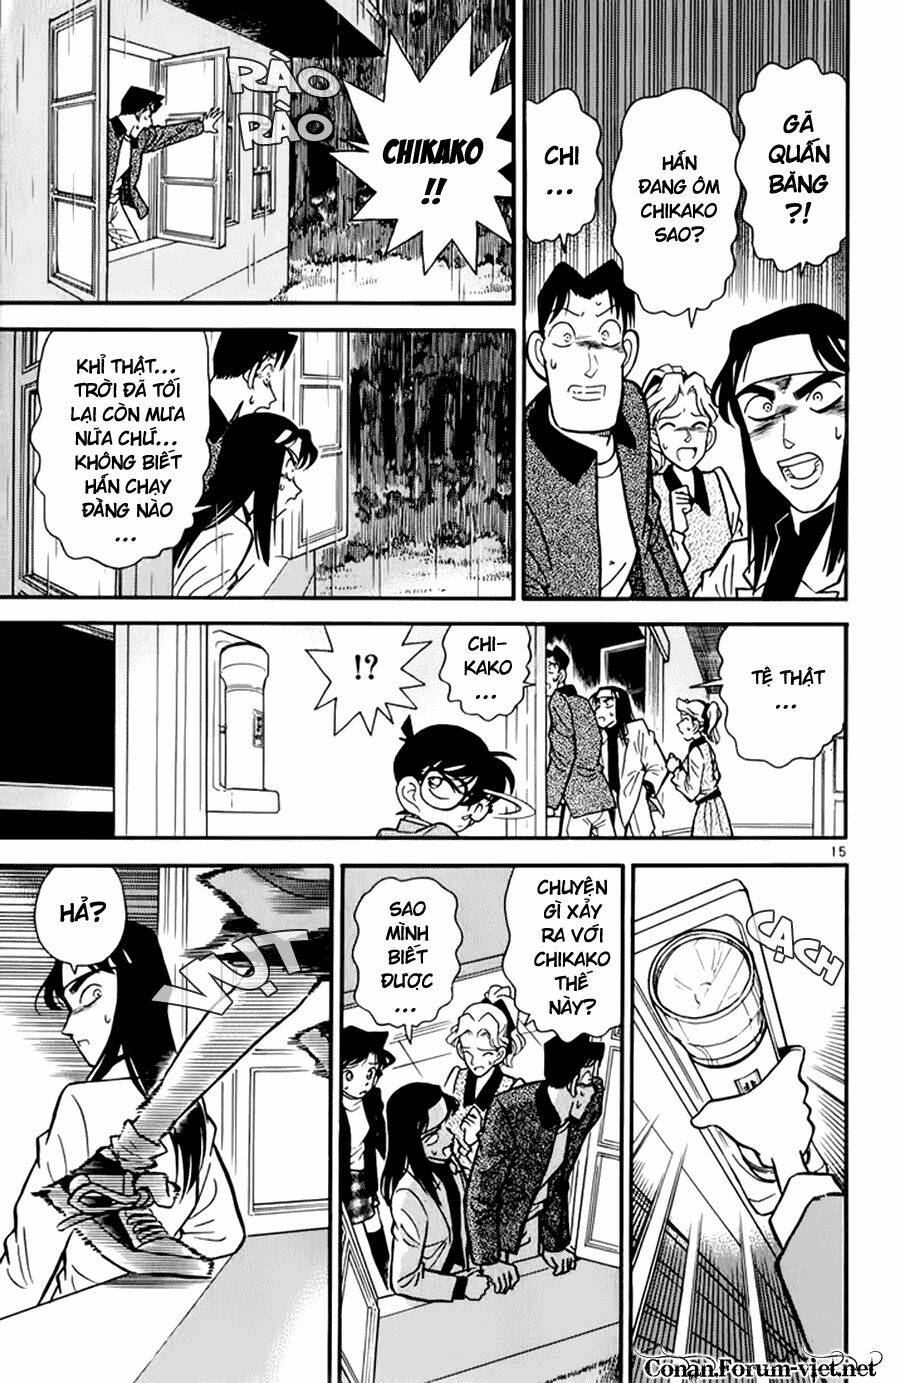 GÃ
QUẤN
BĂNG
?!
HẮN
ĐANG ÔM
CHIKAKO
SAO?
CHI
...
CHIKAKO
!!
RÀO
RÀO
KHỈ THẬT...
TRỜI ĐÃ TỐI
LẠI CÒN MƯA
NỮA CHỨ...
KHÔNG BIẾT
HẮN CHẠY
ĐẰNG NÀO
...
TỆ THẬT
...
CHI-
KAKO
...
!?
15
CẠCH
CHUYỆN
GÌ XẢY
RA VỚI
CHIKAKO
THẾ
NÀY?
SAO
MÌNH
BIẾT
ĐƯỢC
...
HẢ?
VỤT
Conan.Forum-viet.net